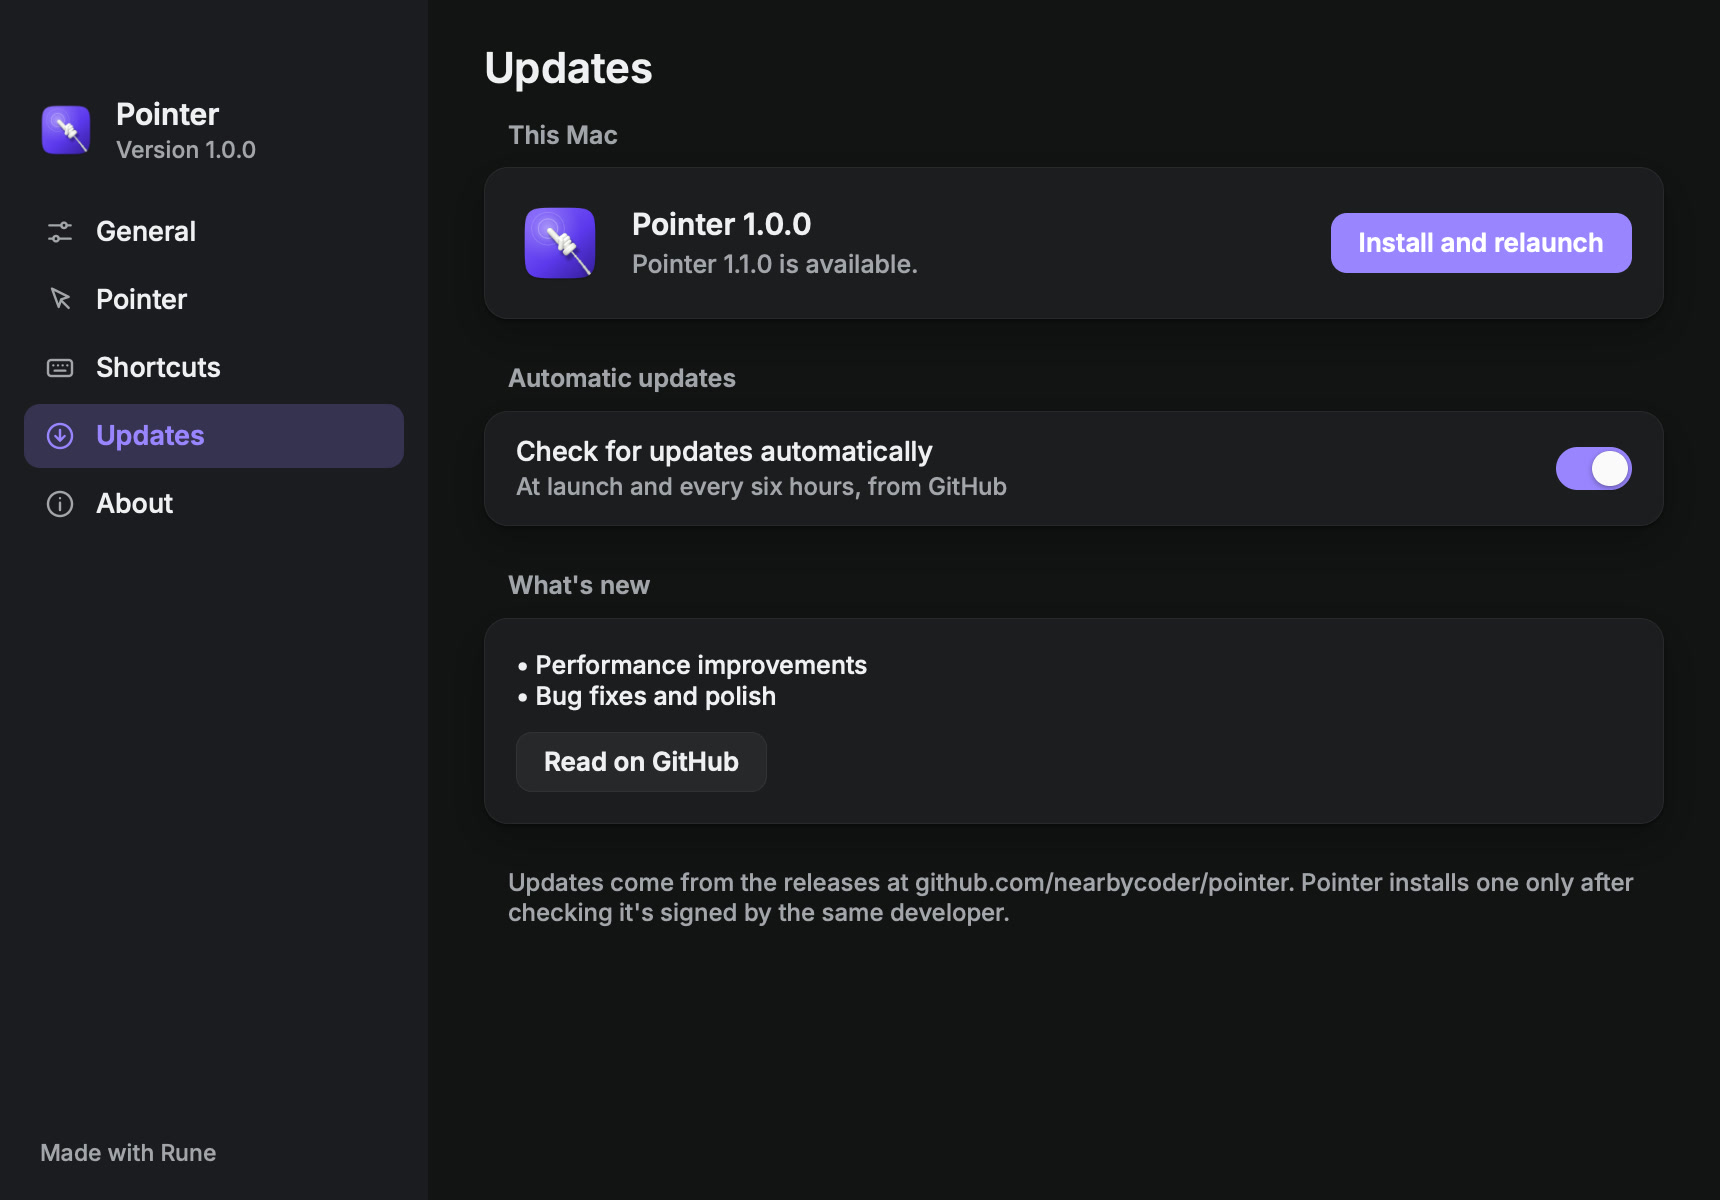 Pointer
Version 1.0.0
General
Pointer
Shortcuts
Updates
About
Made with Rune
Updates
This Mac
Pointer 1.0.0
Pointer 1.1.0 is available.
Install and relaunch
Automatic updates
Check for updates automatically
At launch and every six hours, from GitHub
What's new
• Performance improvements
• Bug fixes and polish
Read on GitHub
Updates come from the releases at github.com/nearbycoder/pointer. Pointer installs one only after
checking it's signed by the same developer.